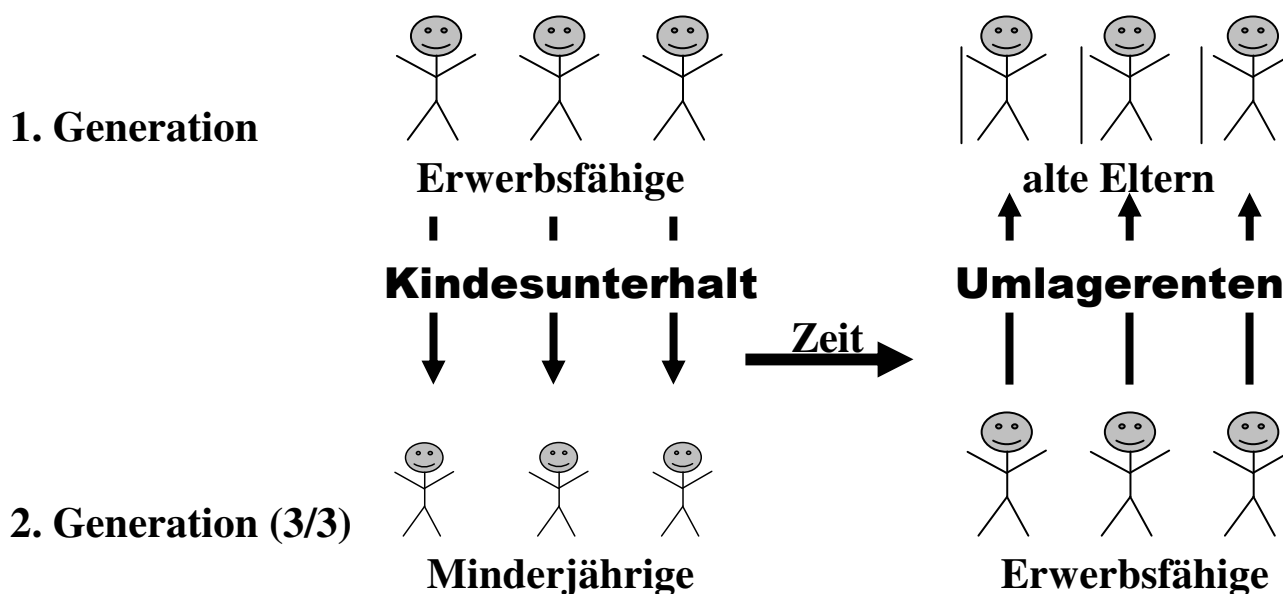 1. Generation
Erwerbsfähige
alte Eltern
Kindesunterhalt
Umlagerenten
Zeit
2. Generation (3/3)
Minderjährige
Erwerbsfähige